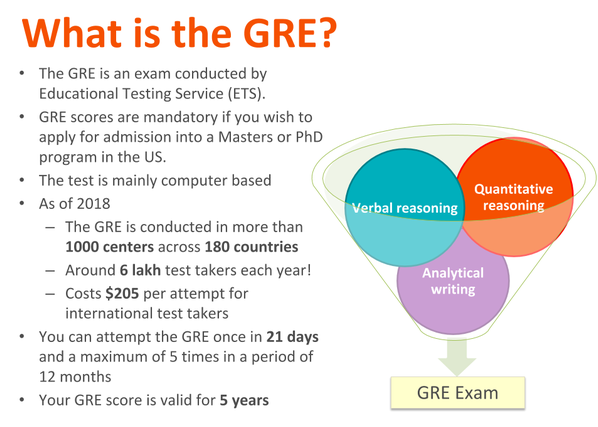 What is the GRE?
• The GRE is an exam conducted by
Educational Testing Service (ETS).
• GRE scores are mandatory if you wish to
apply for admission into a Masters or PhD
program in the US.
• The test is mainly computer based
• As of 2018
– The GRE is conducted in more than
1000 centers across 180 countries
– Around 6 lakh test takers each year!
– Costs $205 per attempt for
international test takers
• You can attempt the GRE once in 21 days
and a maximum of 5 times in a period of
12 months
• Your GRE score is valid for 5 years
Verbal reasoning
Quantitative
reasoning
Analytical
writing
GRE Exam